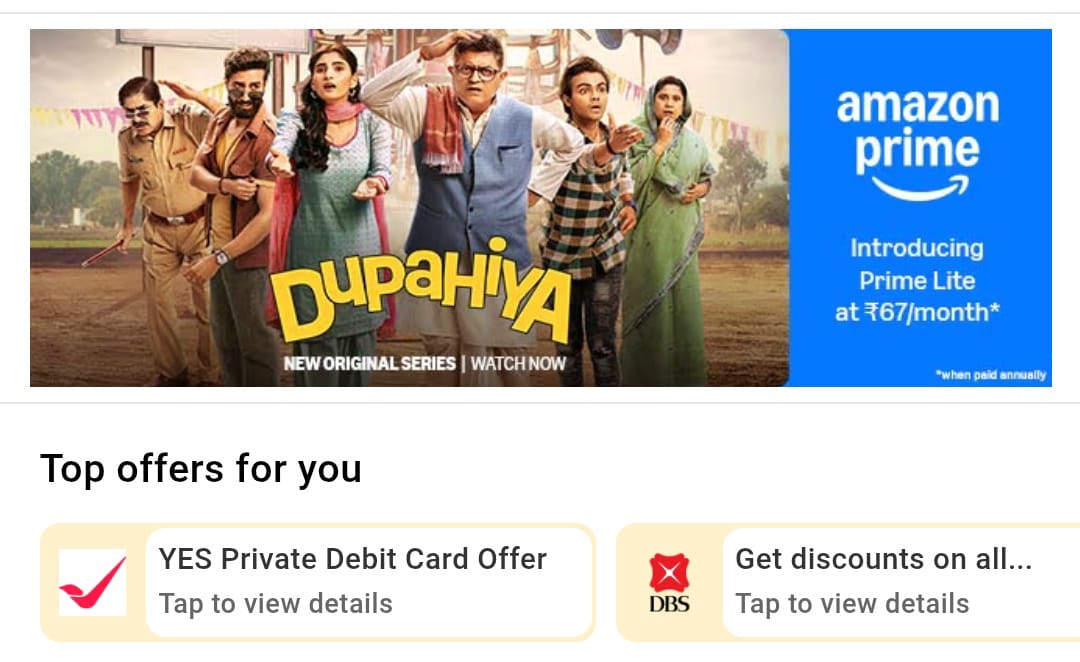 DUPAHIYA
NEW ORIGINAL SERIES | WATCH NOW
amazon
prime
Introducing
Prime Lite
at ₹67/month*
*when paid annually
Top offers for you
YES Private Debit Card Offer
Tap to view details
DBS
Get discounts on all...
Tap to view details